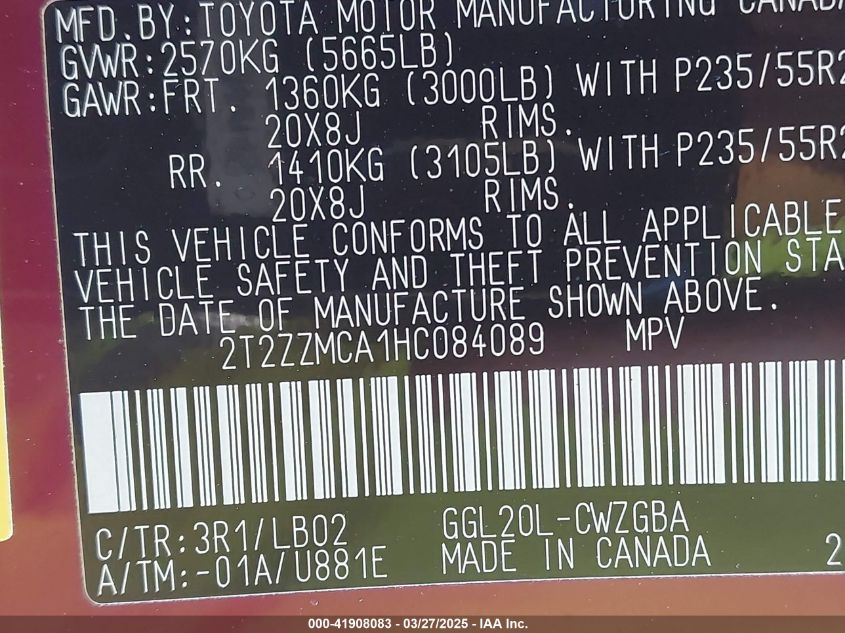 MFD.BY:TOYOTA MOTOR MANUFACTURING CANADA
GVWR:2570KG (5665LB)
GAWR:FRT. 1360KG (3000LB) WITH P235/55R2
20X8J RIMS.
RR. 1410KG (3105LB) WITH P235/55R2
20X8J RIMS.
THIS VEHICLE CONFORMS TO ALL APPLICABLE
VEHICLE SAFETY AND THEFT PREVENTION STA
THE DATE OF MANUFACTURE SHOWN ABOVE.
2T2ZZMCA1HC084089 MPV
C/TR:3R1/LB02 GGL20L-CWZGBA
A/TM:-01A/U881E MADE IN CANADA 2
000-41908083 - 03/27/2025 - IAA Inc.